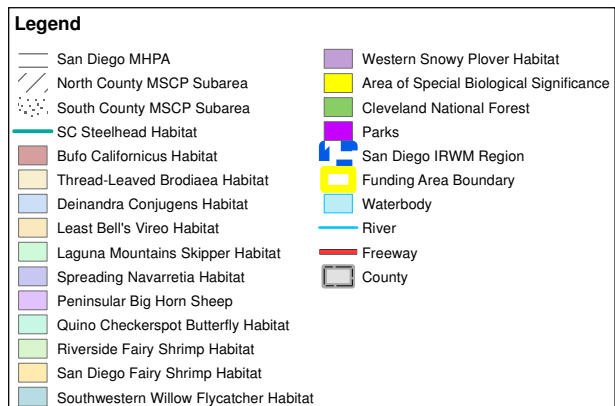 Legend
San Diego MHPA
North County MSCP Subarea
South County MSCP Subarea
SC Steelhead Habitat
Bufo Californicus Habitat
Thread-Leaved Brodiaea Habitat
Deinandra Conjugens Habitat
Least Bell's Vireo Habitat
Laguna Mountains Skipper Habitat
Spreading Navarretia Habitat
Peninsular Big Horn Sheep
Quino Checkerspot Butterfly Habitat
Riverside Fairy Shrimp Habitat
San Diego Fairy Shrimp Habitat
Southwestern Willow Flycatcher Habitat
Western Snowy Plover Habitat
Area of Special Biological Significance
Cleveland National Forest
Parks
San Diego IRWM Region
Funding Area Boundary
Waterbody
River
Freeway
County